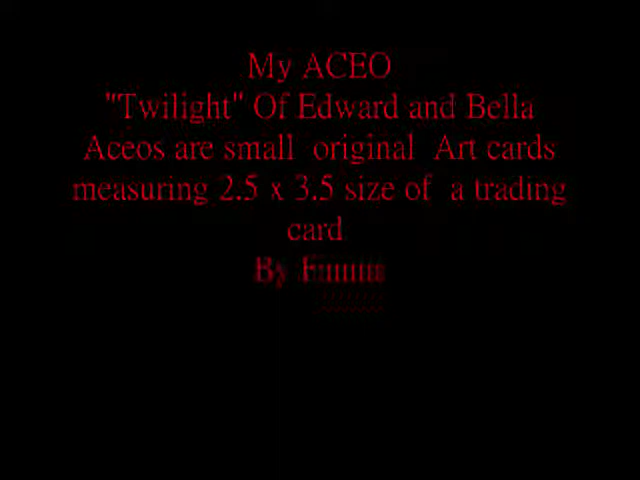 My ACEO
"Twilight" Of Edward and Bella
Aceos are small original Art cards
measuring 2.5 x 3.5 size of a trading
card
By